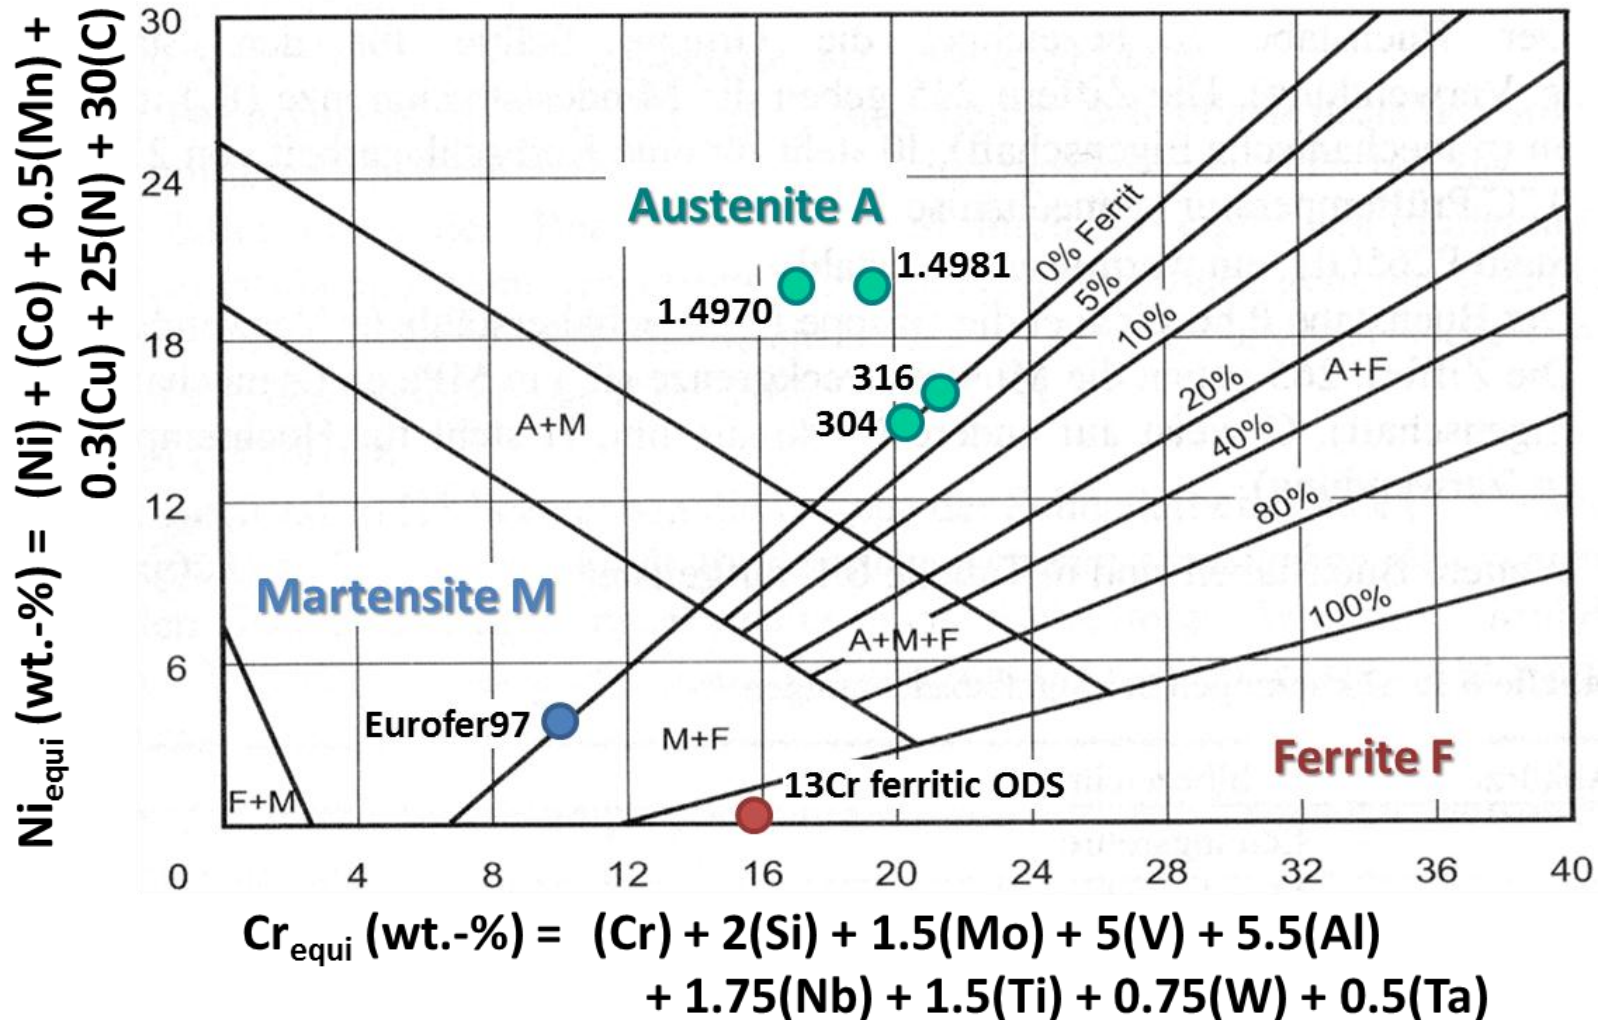 Ni equi (wt.-%) = (Ni) + (Co) + 0.5(Mn) +
0.3(Cu) + 25(N) + 30(C)
30
24
18
12
6
0
Austenite A
1.4981
1.4970
316
304
0% Ferrit
5%
10%
20%
40%
80%
100%
A+F
A+M
Martensite M
A+M+F
Eurofer97
M+F
F+M
13Cr ferritic ODS
Ferrite F
4 8 12 16 20 24 28 32 36 40
Cr equi (wt.-%) = (Cr) + 2(Si) + 1.5(Mo) + 5(V) + 5.5(Al)
+ 1.75(Nb) + 1.5(Ti) + 0.75(W) + 0.5(Ta)